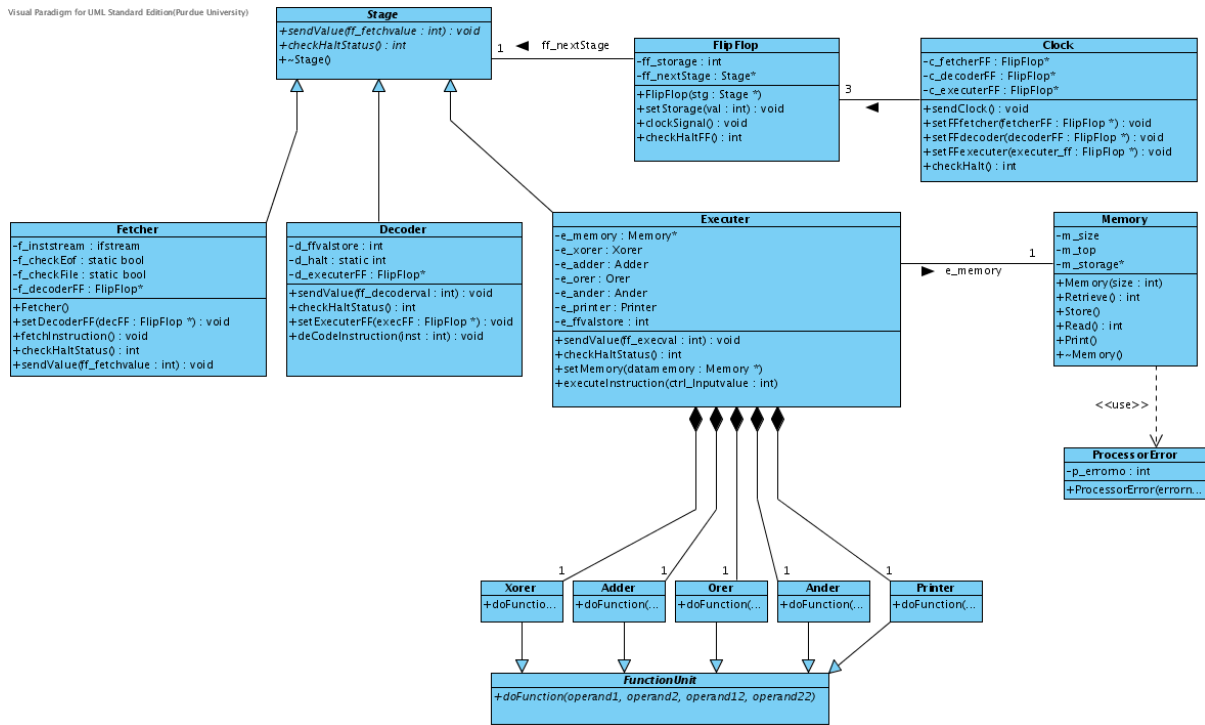 Visual Paradigm for UML Standard Edition(Purdue University)
Stage
+sendValue(ff_fetchvalue : int) : void
+checkHaltStatus() : int
+~Stage()
1
ff_nextStage
FlipFlop
-ff_storage : int
-ff_nextStage : Stage*
+FlipFlop(stg : Stage *)
+setStorage(val : int) : void
+clockSignal() : void
+checkHaltFF() : int
3
Clock
-c_fetcherFF : FlipFlop*
-c_decoderFF : FlipFlop*
-c_executerFF : FlipFlop*
+sendClock() : void
+setFFfetcher(fetcherFF : FlipFlop *) : void
+setFFdecoder(decoderFF : FlipFlop *) : void
+setFFexecuter(executer_ff : FlipFlop *) : void
+checkHalt() : int
Fetcher
-f_inststream : ifstream
-f_checkEof : static bool
-f_checkFile : static bool
-f_decoderFF : FlipFlop*
+Fetcher()
+setDecoderFF(decFF : FlipFlop *) : void
+fetchInstruction() : void
+checkHaltStatus() : int
+sendValue(ff_fetchvalue : int) : void
Decoder
-d_ffvalstore : int
-d_halt : static int
-d_executerFF : FlipFlop*
+sendValue(ff_decoderval : int) : void
+checkHaltStatus() : int
+setExecuterFF(execFF : FlipFlop *) : void
+deCodeInstruction(inst : int) : void
Executer
-e_memory : Memory*
-e_xorer : Xorer
-e_adder : Adder
-e_orer : Orer
-e_ander : Ander
-e_printer : Printer
-e_ffvalstore : int
+sendValue(ff_execval : int) : void
+checkHaltStatus() : int
+setMemory(datamemory : Memory *)
+executeInstruction(ctrl_Inputvalue : int)
1
e_memory
Memory
-m_size
-m_top
-m_storage*
+Memory(size : int)
+Retrieve() : int
+Store()
+Read() : int
+Print()
+~Memory()
<<use>>
ProcessorError
-p_errorno : int
+ProcessorError(errorn...
1
1
1
1
1
Xorer
+doFunctio...
Adder
+doFunction(...
Orer
+doFunction(...
Ander
+doFunction(...
Printer
+doFunction(...
FunctionUnit
+doFunction(operand1, operand2, operand12, operand22)